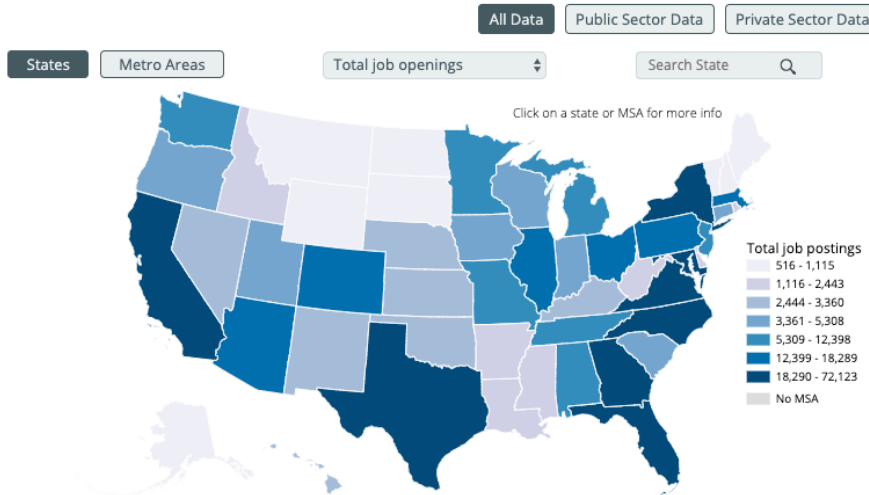 All Data Public Sector Data Private Sector Data
States Metro Areas Total job openings Search State
Click on a state or MSA for more info
Total job postings
516 - 1,115
1,116 - 2,443
2,444 - 3,360
3,361 - 5,308
5,309 - 12,398
12,399 - 18,289
18,290 - 72,123
No MSA